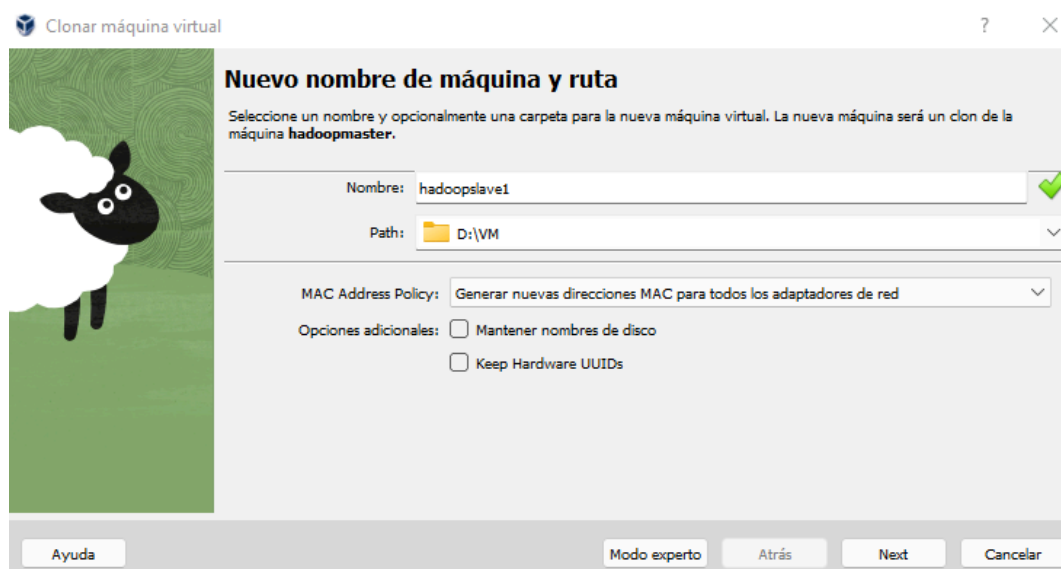 Clonar máquina virtual
?
Nuevo nombre de máquina y ruta
Seleccione un nombre y opcionalmente una carpeta para la nueva máquina virtual. La nueva máquina será un clon de la
máquina hadoopmaster.
Nombre: hadoopslave1
Path: D:\VM
MAC Address Policy: Generar nuevas direcciones MAC para todos los adaptadores de red
Opciones adicionales: Mantener nombres de disco
Keep Hardware UUIDs
Ayuda Modo experto Atrás Next Cancelar